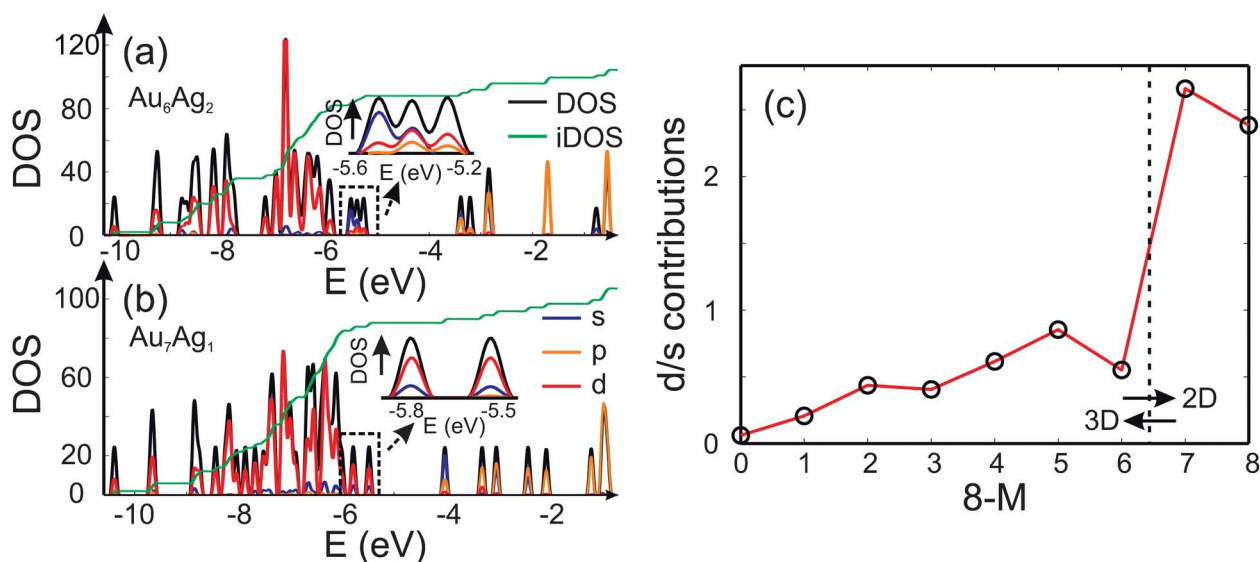 (a)
Au6Ag2
DOS
120
80
40
0
-10
-8
-6
-4
-2
E (eV)
DOS
iDOS
DOS
-5.6
E (eV)
-5.2
(b)
Au7Ag1
DOS
100
60
20
0
-10
-8
-6
-4
-2
E (eV)
s
p
d
DOS
-5.8
-5.5
E (eV)
(c)
d/s contributions
2
1
0
0 1 2 3 4 5 6 7 8
8-M
2D
3D